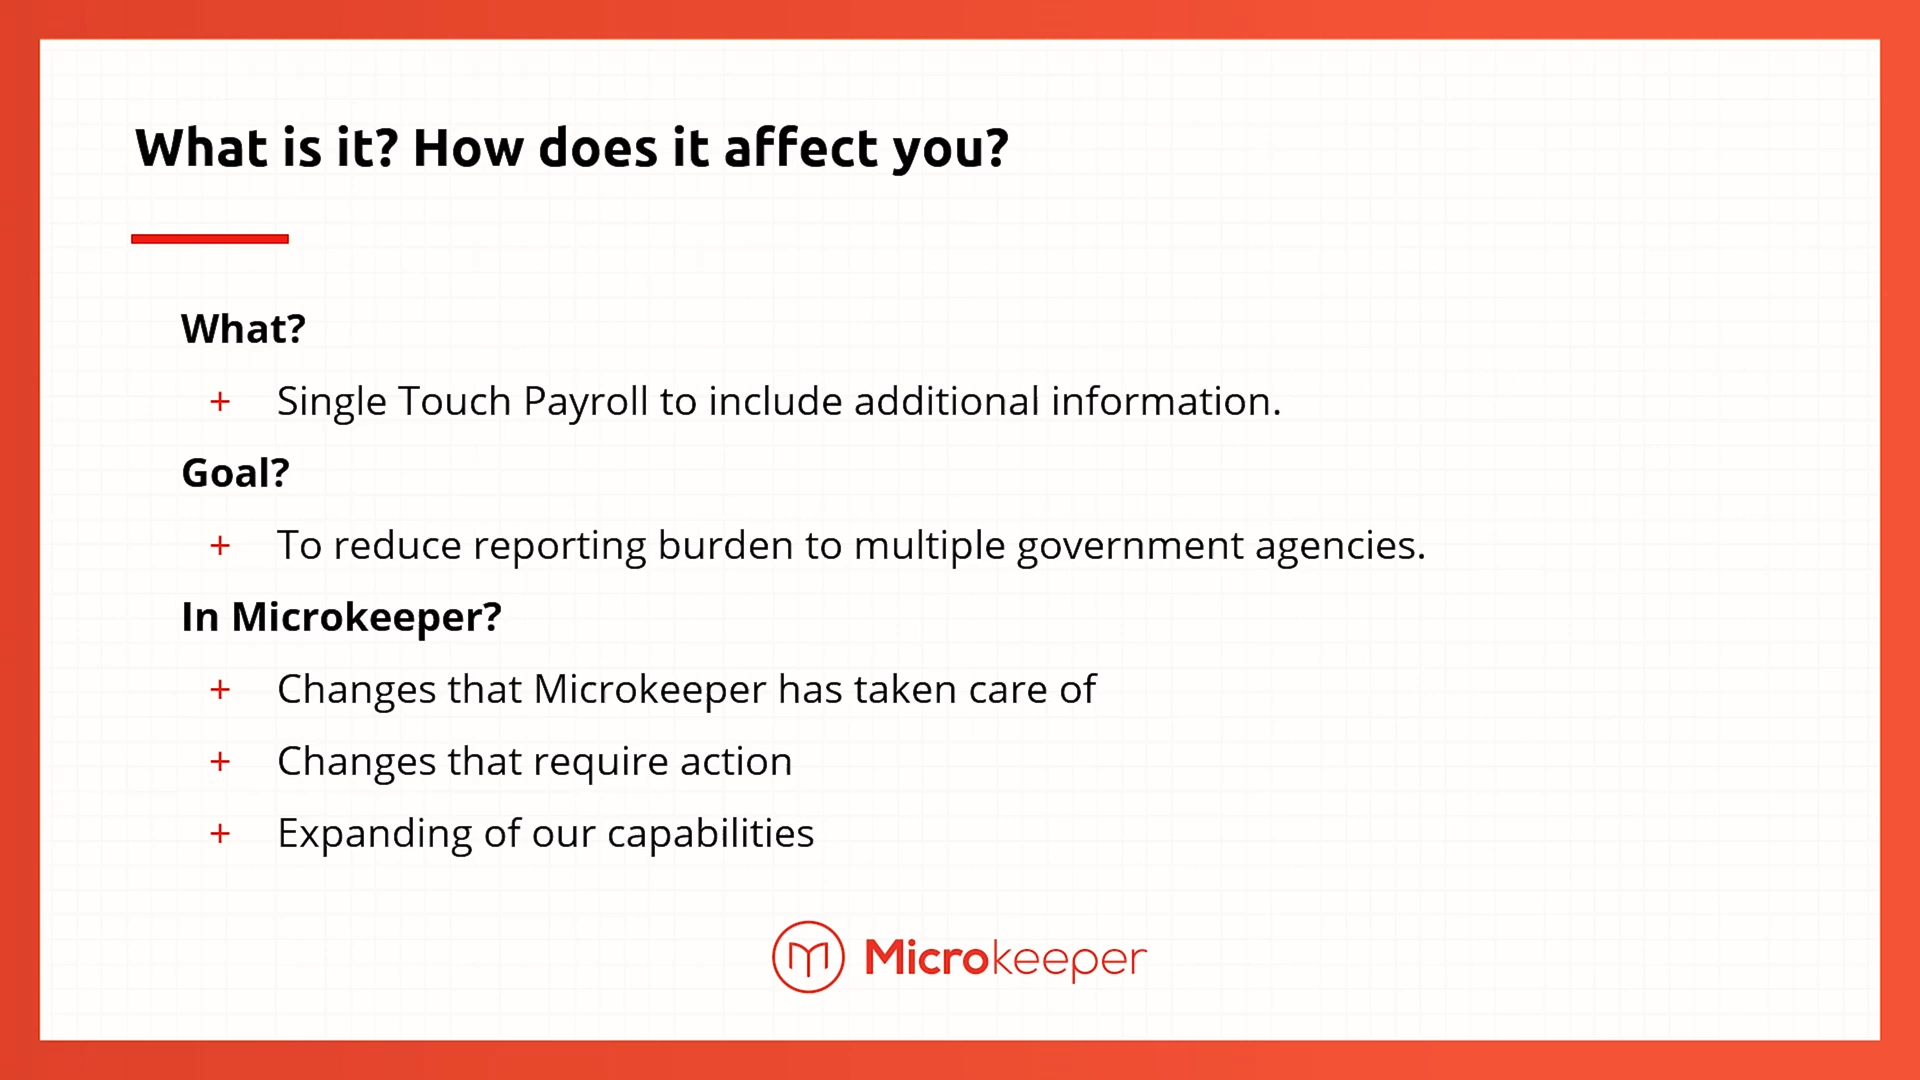 What is it? How does it affect you?
What?
+ Single Touch Payroll to include additional information.
Goal?
+ To reduce reporting burden to multiple government agencies.
In Microkeeper?
+ Changes that Microkeeper has taken care of
+ Changes that require action
+ Expanding of our capabilities
Microkeeper